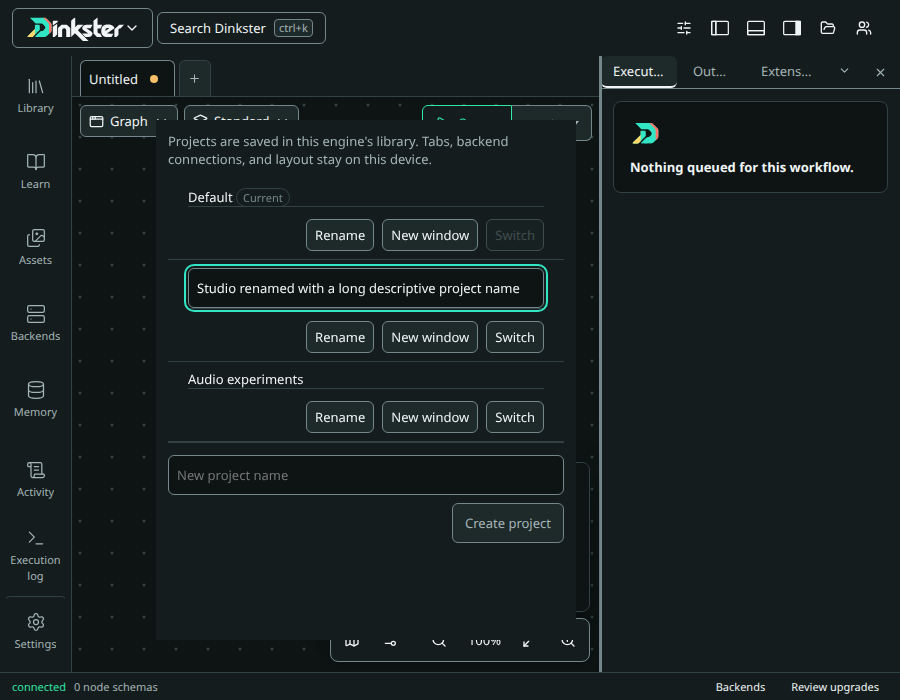 Dinkster
Search Dinkster ctrl+k
Library
Learn
Assets
Backends
Memory
Activity
Execution
log
Settings
Untitled
Graph
Standard
Projects are saved in this engine's library. Tabs, backend
connections, and layout stay on this device.
Default Current
Rename New window Switch
Studio renamed with a long descriptive project name
Rename New window Switch
Audio experiments
Rename New window Switch
New project name
Create project
100%
Execut... Out... Extens...
Nothing queued for this workflow.
connected 0 node schemas
Backends Review upgrades